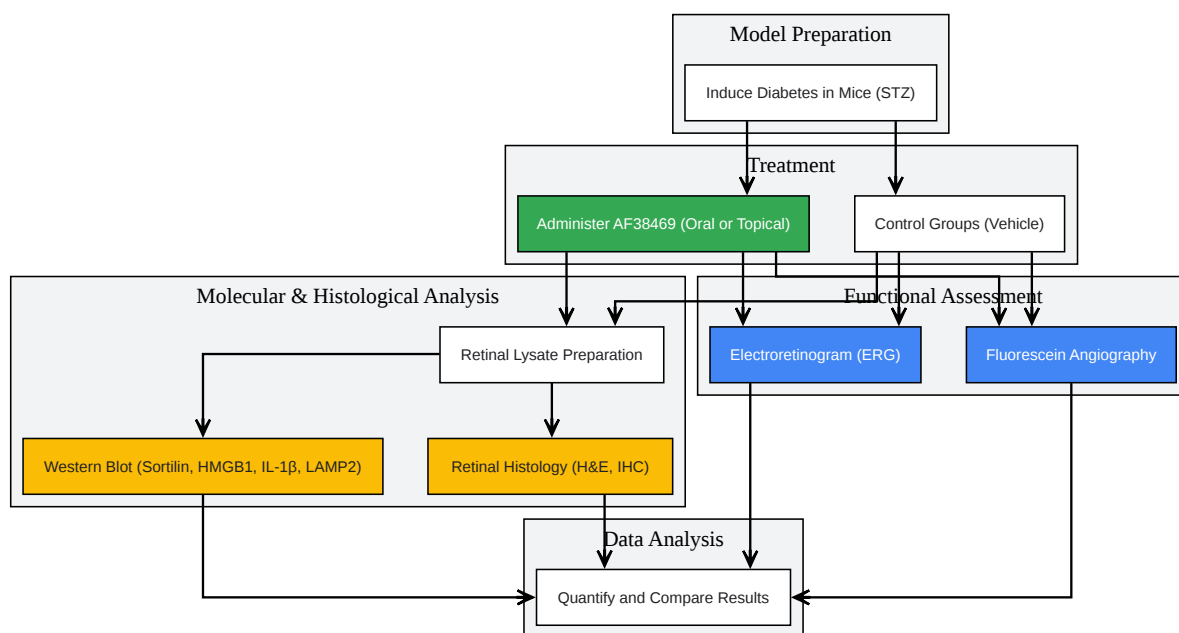 Model Preparation
Induce Diabetes in Mice (STZ)
Treatment
Administer AF38469 (Oral or Topical)
Control Groups (Vehicle)
Molecular & Histological Analysis
Functional Assessment
Retinal Lysate Preparation
Electroretinogram (ERG)
Fluorescein Angiography
Western Blot (Sortilin, HMGB1, IL-1β, LAMP2)
Retinal Histology (H&E, IHC)
Data Analysis
Quantify and Compare Results